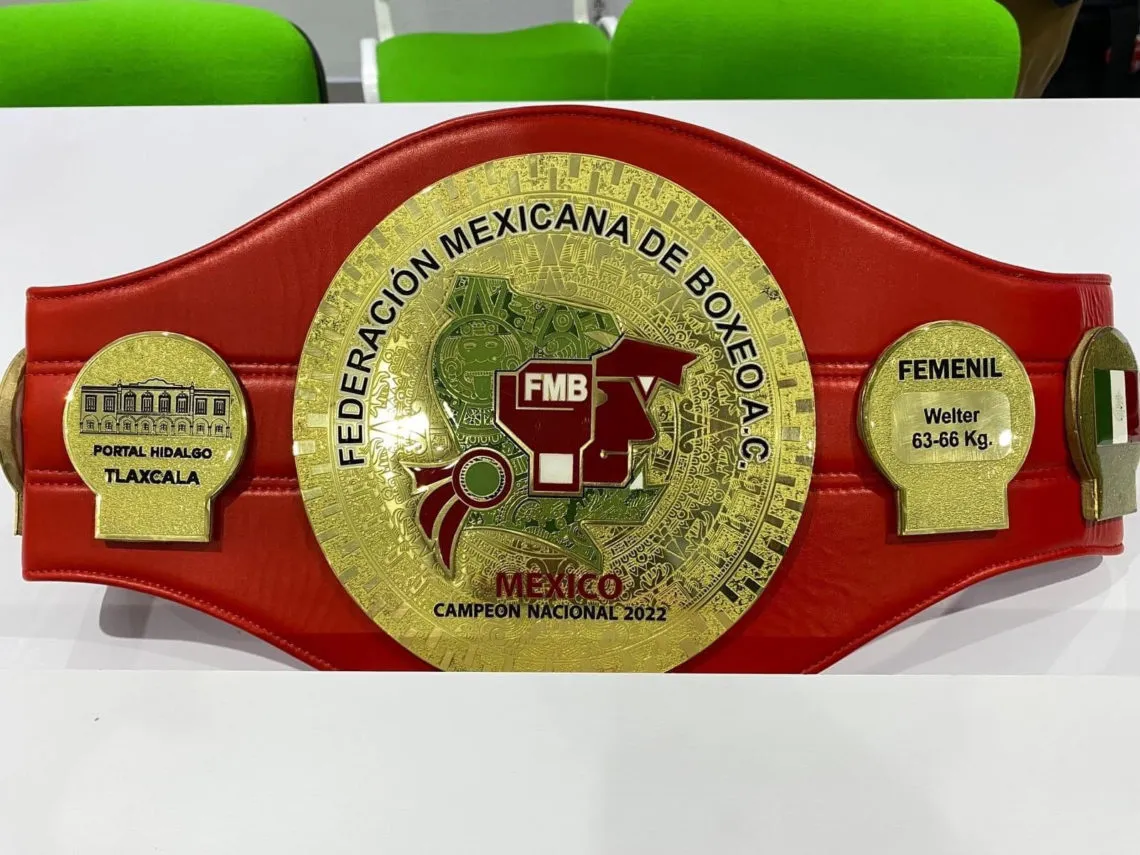 FEDERACIÓN MEXICANA DE BOXEO A.C.
FMB
MEXICO
CAMPEON NACIONAL 2022
PORTAL HIDALGO
TLAXCALA
FEMENIL
Welter
63-66 Kg.